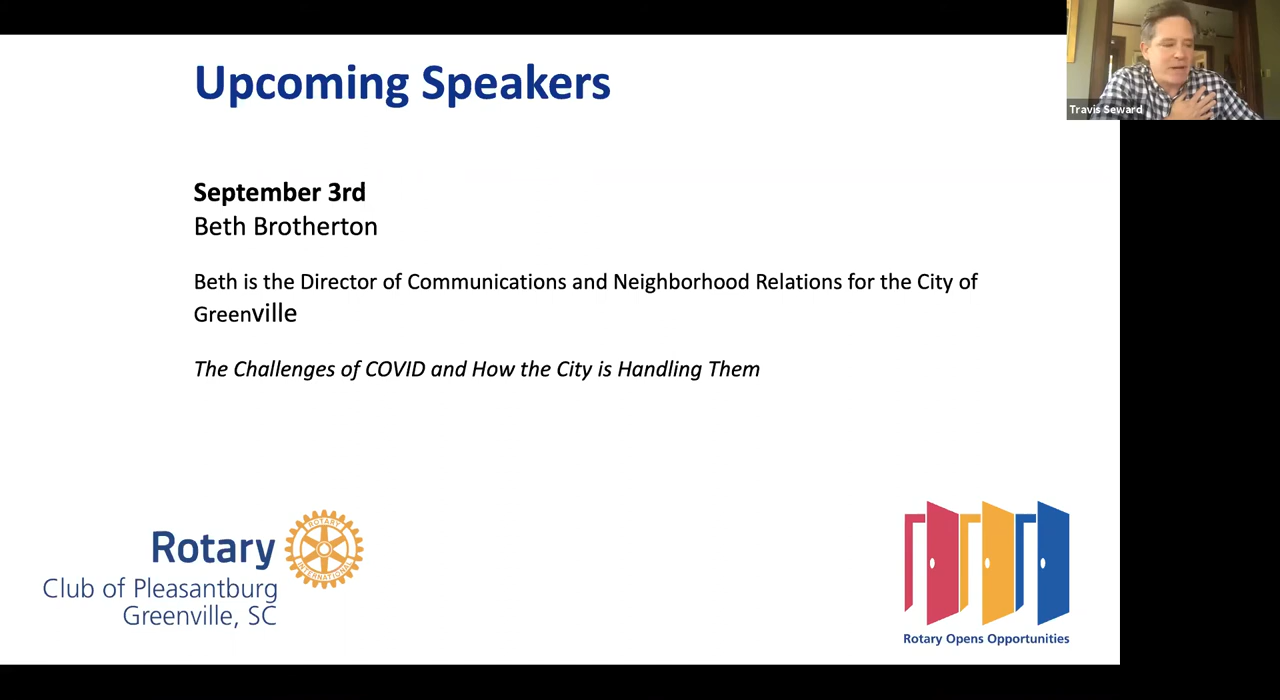 Upcoming Speakers
Travis Seward
September 3rd
Beth Brotherton
Beth is the Director of Communications and Neighborhood Relations for the City of
Greenville
The Challenges of COVID and How the City is Handling Them
Rotary
ROTARY
INTERNATIONAL
Club of Pleasantburg
Greenville, SC
Rotary Opens Opportunities